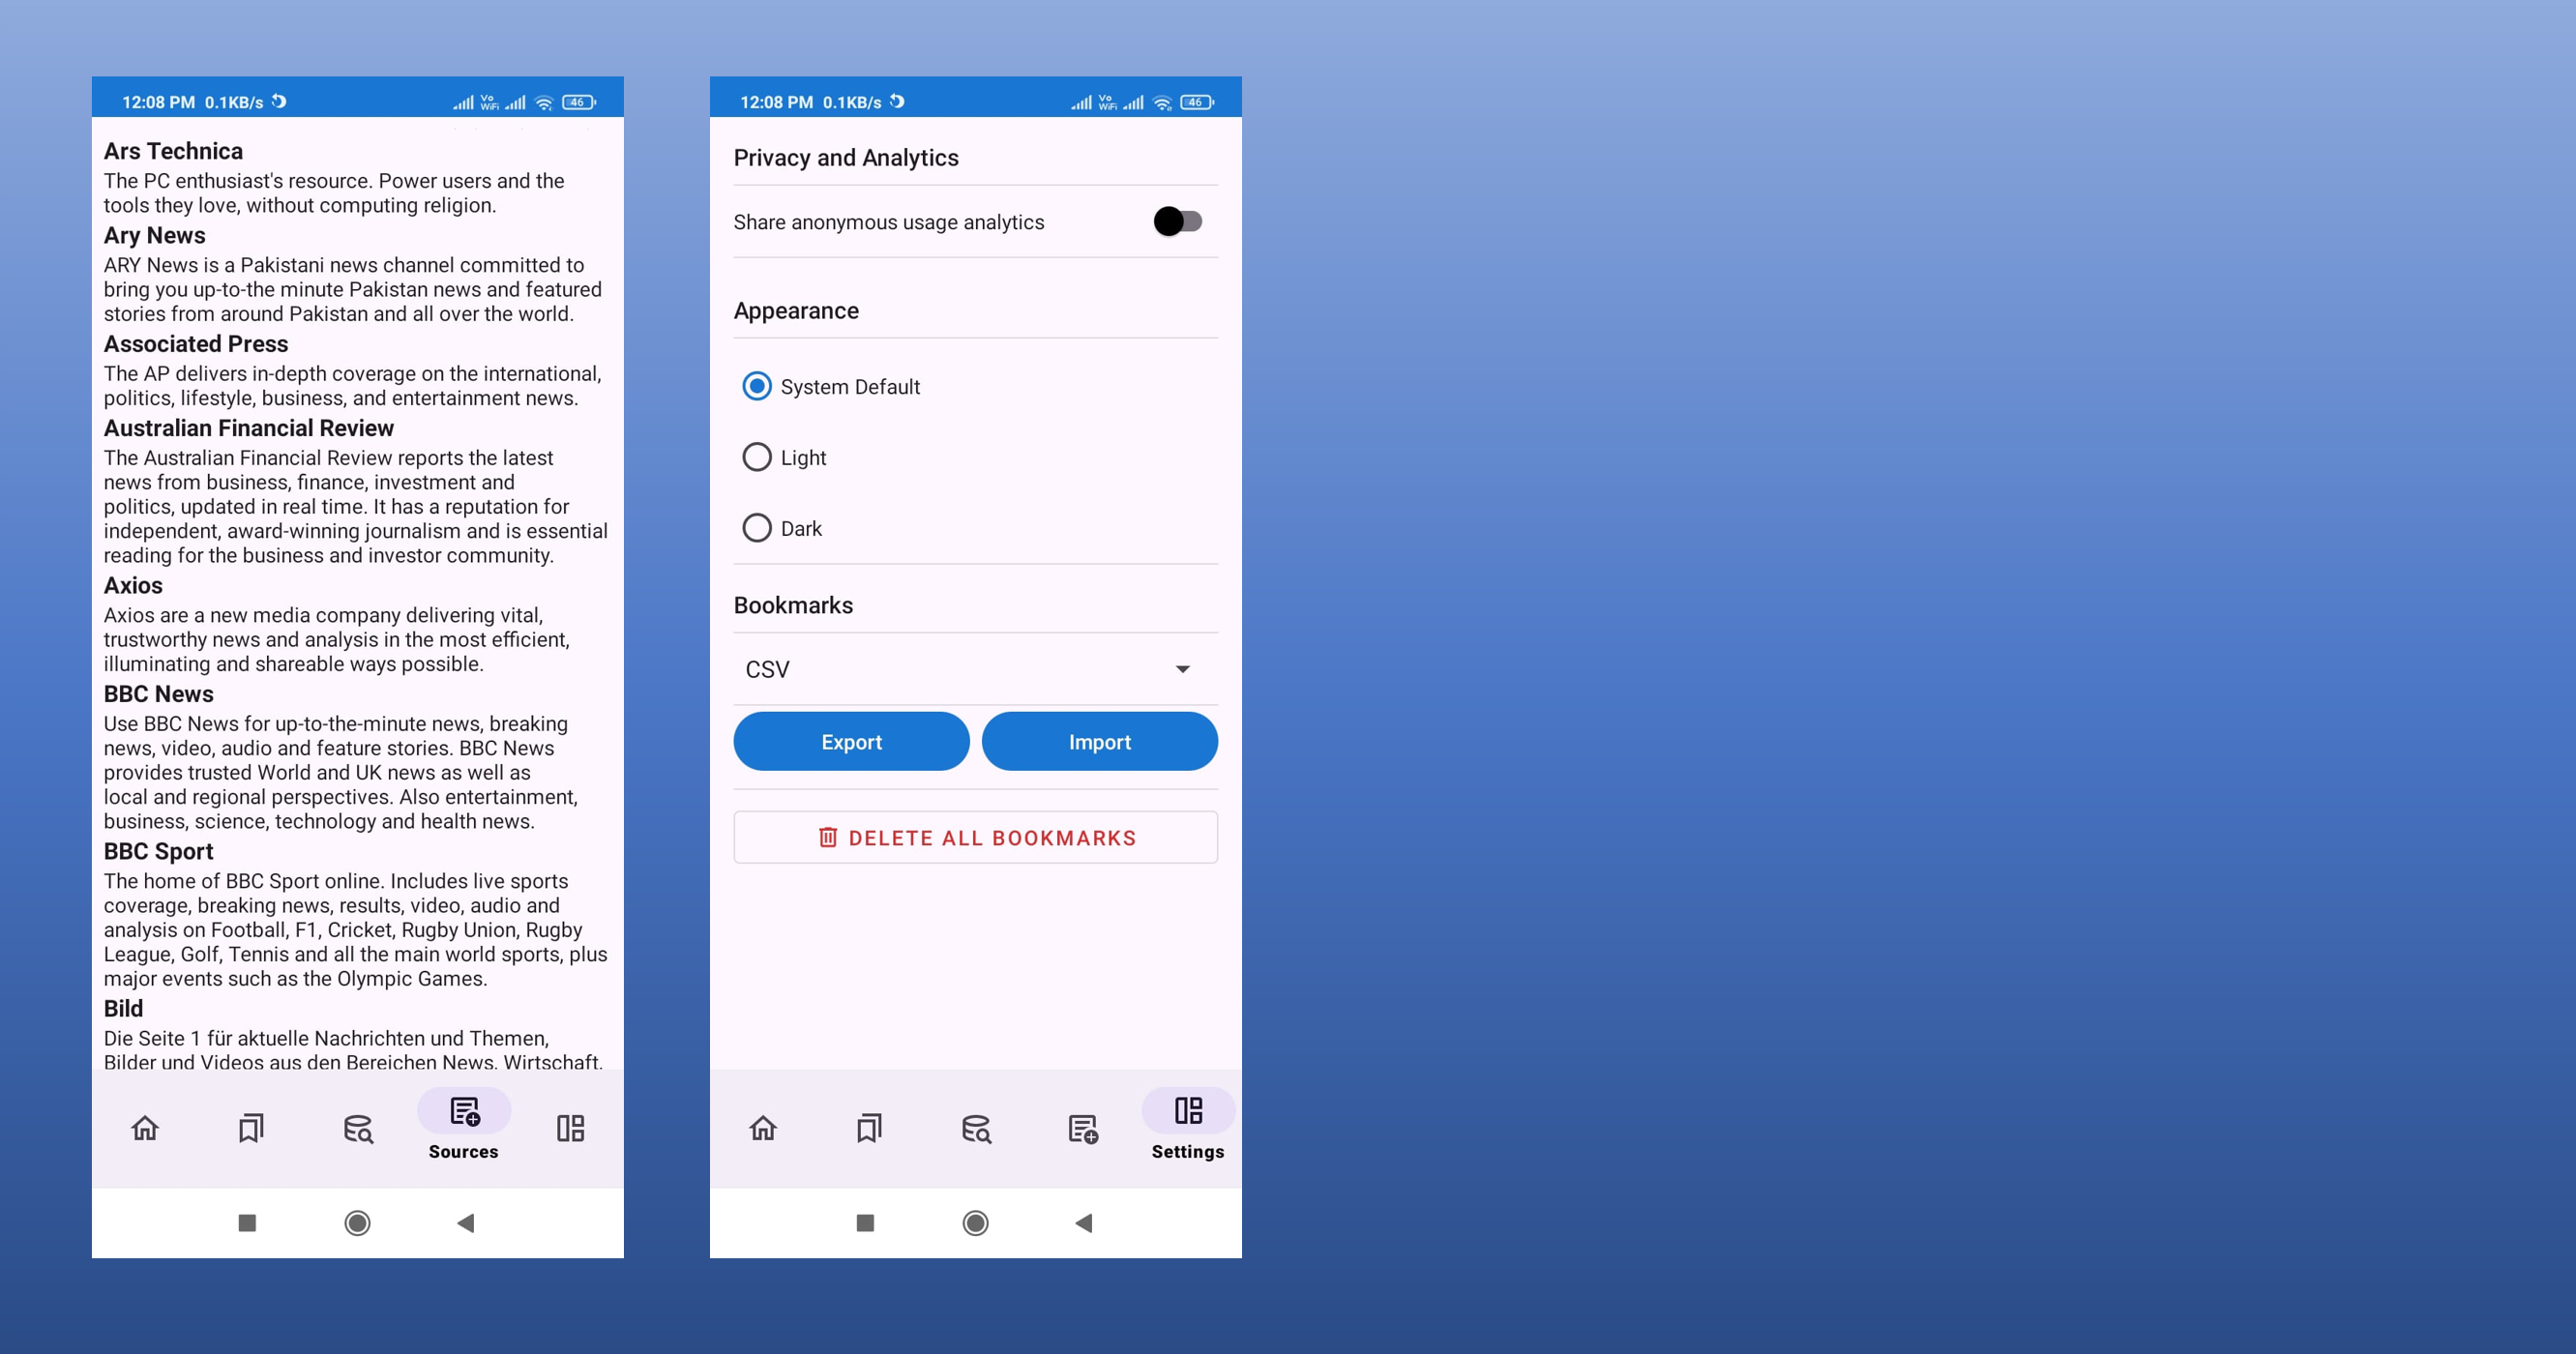 12:08 PM 0.1KB/s
Vo
WiFi
46
Ars Technica
The PC enthusiast's resource. Power users and the
tools they love, without computing religion.
Ary News
ARY News is a Pakistani news channel committed to
bring you up-to-the minute Pakistan news and featured
stories from around Pakistan and all over the world.
Associated Press
The AP delivers in-depth coverage on the international,
politics, lifestyle, business, and entertainment news.
Australian Financial Review
The Australian Financial Review reports the latest
news from business, finance, investment and
politics, updated in real time. It has a reputation for
independent, award-winning journalism and is essential
reading for the business and investor community.
Axios
Axios are a new media company delivering vital,
trustworthy news and analysis in the most efficient,
illuminating and shareable ways possible.
BBC News
Use BBC News for up-to-the-minute news, breaking
news, video, audio and feature stories. BBC News
provides trusted World and UK news as well as
local and regional perspectives. Also entertainment,
business, science, technology and health news.
BBC Sport
The home of BBC Sport online. Includes live sports
coverage, breaking news, results, video, audio and
analysis on Football, F1, Cricket, Rugby Union, Rugby
League, Golf, Tennis and all the main world sports, plus
major events such as the Olympic Games.
Bild
Die Seite 1 für aktuelle Nachrichten und Themen,
Bilder und Videos aus den Bereichen News, Wirtschaft,
Sources
12:08 PM 0.1KB/s
Vo
WiFi
46
Privacy and Analytics
Share anonymous usage analytics
Appearance
System Default
Light
Dark
Bookmarks
CSV
Export
Import
DELETE ALL BOOKMARKS
Settings